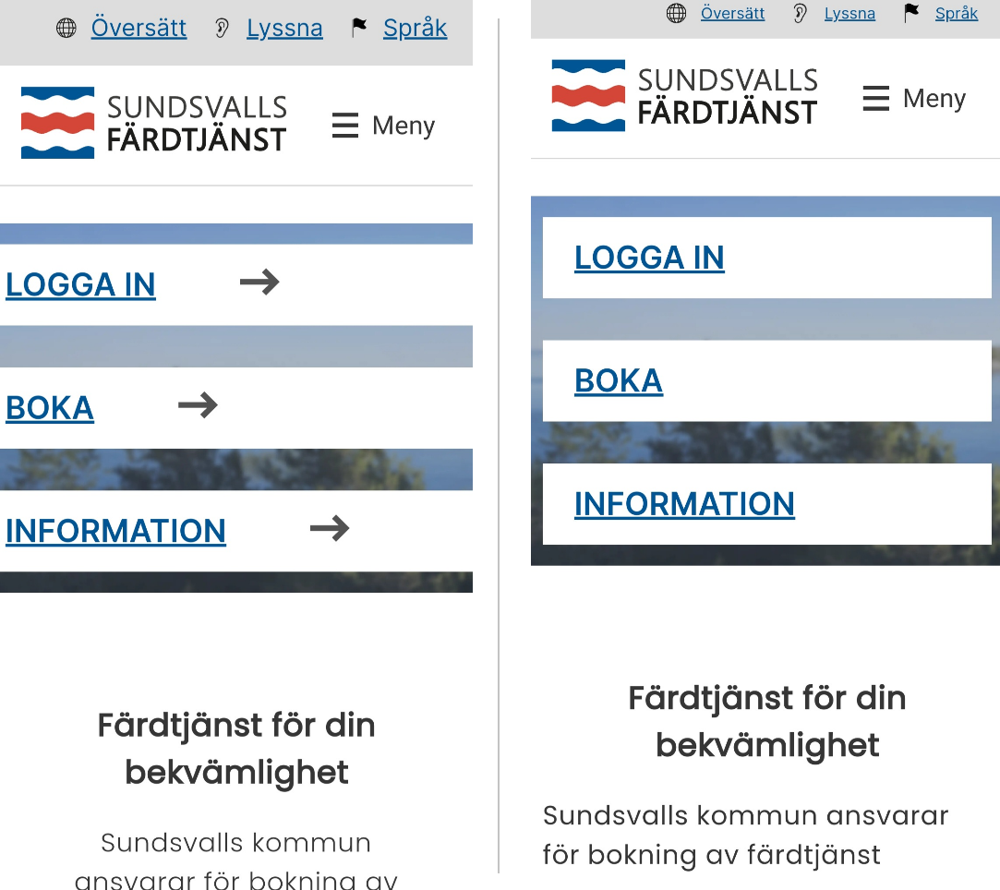 Översätt Lyssna Språk
SUNDSVALLS
FÄRDTJÄNST
Meny
LOGGA IN
BOKA
INFORMATION
Färdtjänst för din
bekvämlighet
Sundsvalls kommun
ansvarar för bokning av
Översätt Lyssna Språk
SUNDSVALLS
FÄRDTJÄNST
Meny
LOGGA IN
BOKA
INFORMATION
Färdtjänst för din
bekvämlighet
Sundsvalls kommun ansvarar
för bokning av färdtjänst